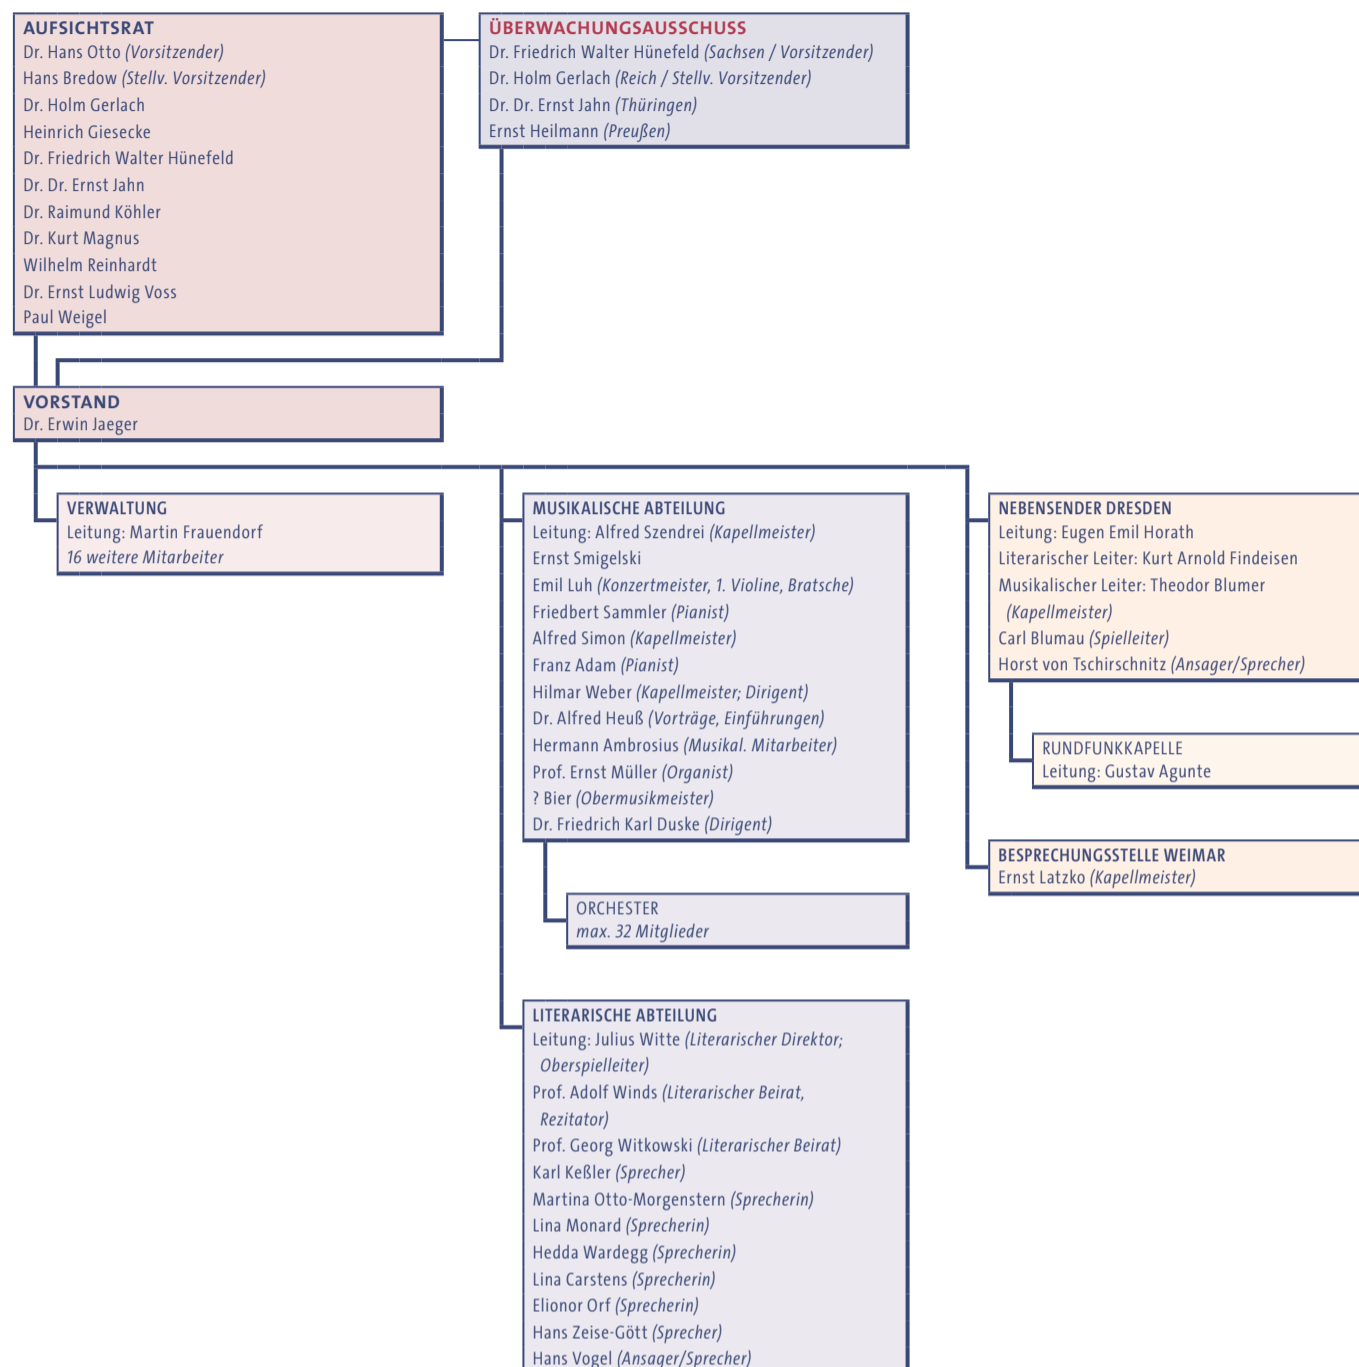 AUFSICHTSRAT
Dr. Hans Otto (Vorsitzender)
Hans Bredow (Stellv. Vorsitzender)
Dr. Holm Gerlach
Heinrich Giesecke
Dr. Friedrich Walter Hünefeld
Dr. Dr. Ernst Jahn
Dr. Raimund Köhler
Dr. Kurt Magnus
Wilhelm Reinhardt
Dr. Ernst Ludwig Voss
Paul Weigel
ÜBERWACHUNGSAUSSCHUSS
Dr. Friedrich Walter Hünefeld (Sachsen / Vorsitzender)
Dr. Holm Gerlach (Reich / Stellv. Vorsitzender)
Dr. Dr. Ernst Jahn (Thüringen)
Ernst Heilmann (Preußen)
VORSTAND
Dr. Erwin Jaeger
VERWALTUNG
Leitung: Martin Frauendorf
16 weitere Mitarbeiter
MUSIKALISCHE ABTEILUNG
Leitung: Alfred Szendrei (Kapellmeister)
Ernst Smigelski
Emil Luh (Konzertmeister, 1. Violine, Bratsche)
Friedbert Sammler (Pianist)
Alfred Simon (Kapellmeister)
Franz Adam (Pianist)
Hilmar Weber (Kapellmeister; Dirigent)
Dr. Alfred Heuß (Vorträge, Einführungen)
Hermann Ambrosius (Musikal. Mitarbeiter)
Prof. Ernst Müller (Organist)
? Bier (Obermusikmeister)
Dr. Friedrich Karl Duske (Dirigent)
ORCHESTER
max. 32 Mitglieder
LITERARISCHE ABTEILUNG
Leitung: Julius Witte (Literarischer Direktor;
Oberspielleiter)
Prof. Adolf Winds (Literarischer Beirat,
Rezitator)
Prof. Georg Witkowski (Literarischer Beirat)
Karl Keßler (Sprecher)
Martina Otto-Morgenstern (Sprecherin)
Lina Monard (Sprecherin)
Hedda Wardegg (Sprecherin)
Lina Carstens (Sprecherin)
Elionor Orf (Sprecherin)
Hans Zeise-Gött (Sprecher)
Hans Vogel (Ansager/Sprecher)
NEBENSENDER DRESDEN
Leitung: Eugen Emil Horath
Literarischer Leiter: Kurt Arnold Findeisen
Musikalischer Leiter: Theodor Blumer
(Kapellmeister)
Carl Blumau (Spielleiter)
Horst von Tschirschnitz (Ansager/Sprecher)
RUNDFUNKKAPELLE
Leitung: Gustav Agunte
BESPRECHUNGSSTELLE WEIMAR
Ernst Latzko (Kapellmeister)